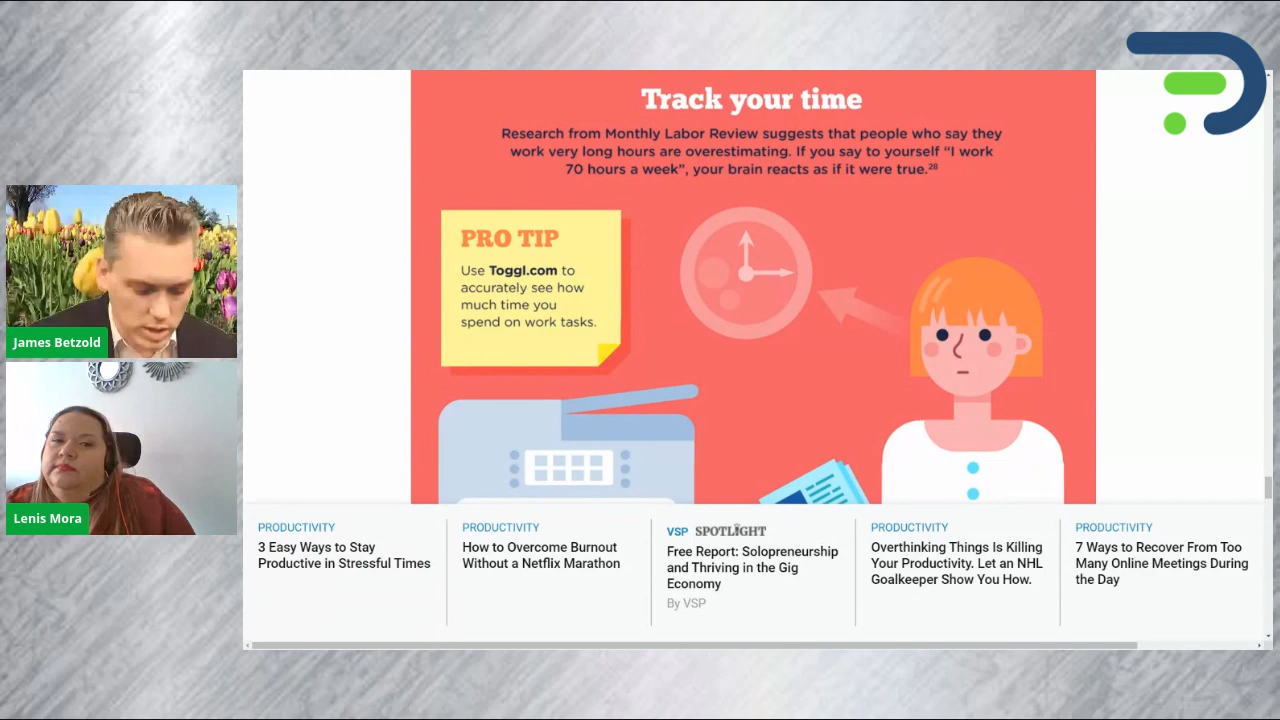 Track your time
Research from Monthly Labor Review suggests that people who say they
work very long hours are overestimating. If you say to yourself “I work
70 hours a week”, your brain reacts as if it were true.28
PRO TIP
Use Toggl.com to
accurately see how
much time you
spend on work tasks.
James Betzold
Lenis Mora
PRODUCTIVITY
3 Easy Ways to Stay
Productive in Stressful Times
PRODUCTIVITY
How to Overcome Burnout
Without a Netflix Marathon
VSP SPOTLIGHT
Free Report: Solopreneurship
and Thriving in the Gig
Economy
By VSP
PRODUCTIVITY
Overthinking Things Is Killing
Your Productivity. Let an NHL
Goalkeeper Show You How.
PRODUCTIVITY
7 Ways to Recover From Too
Many Online Meetings During
the Day